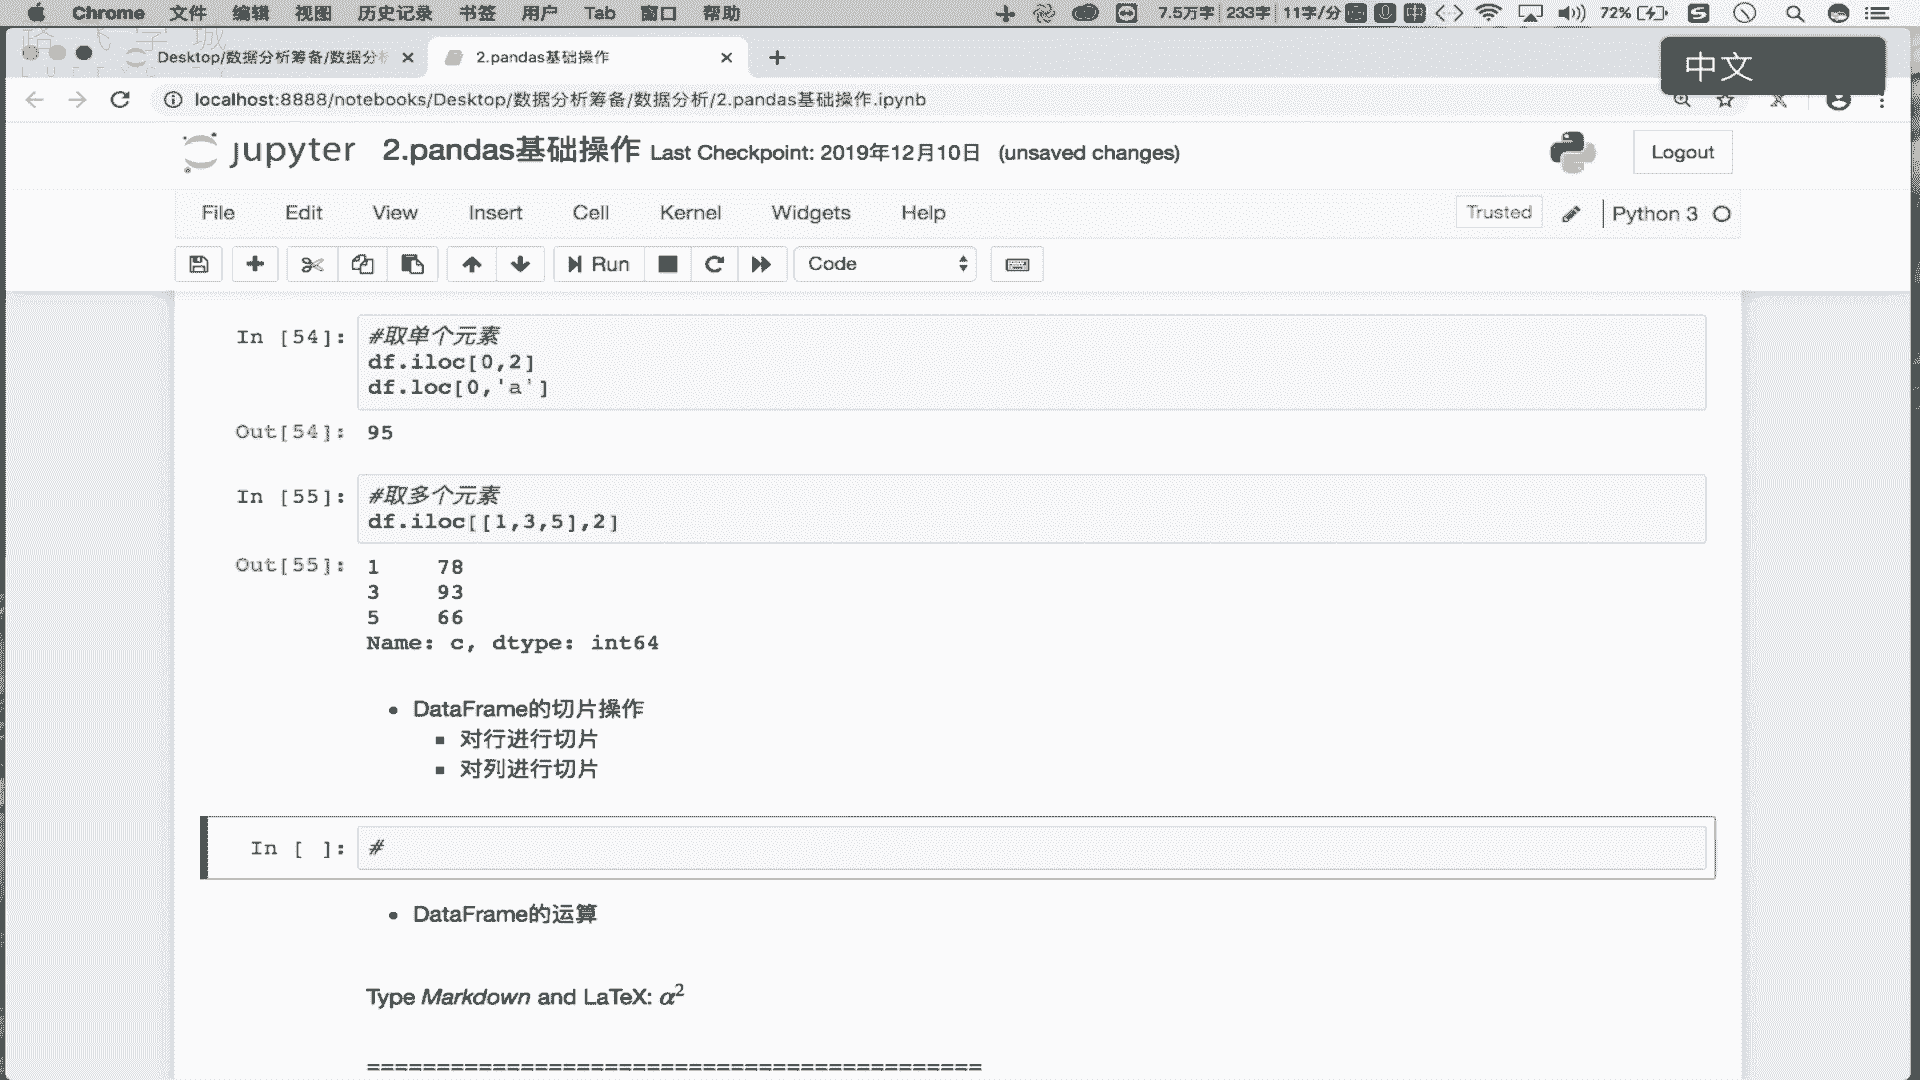 Chrome 文件 编辑 视图 历史记录 书签 用户 Tab 窗口 帮助 7.5万字 233字 11字/分 72%
Desktop/数据分析筹备/数据分析
2.pandas基础操作
中文
localhost:8888/notebooks/Desktop/数据分析筹备/数据分析/2.pandas基础操作.ipynb
jupyter 2.pandas基础操作 Last Checkpoint: 2019年12月10日 (unsaved changes)
Logout
File Edit View Insert Cell Kernel Widgets Help Trusted Python 3
Run Code
In [54]: #取单个元素
df.iloc[0,2]
df.loc[0,'a']
Out[54]: 95
In [55]: #取多个元素
df.iloc[[1,3,5],2]
Out[55]: 1 78
3 93
5 66
Name: c, dtype: int64
• DataFrame的切片操作
▪ 对行进行切片
▪ 对列进行切片
In [ ]: #
• DataFrame的运算
Type Markdown and LaTeX: α²
============================================